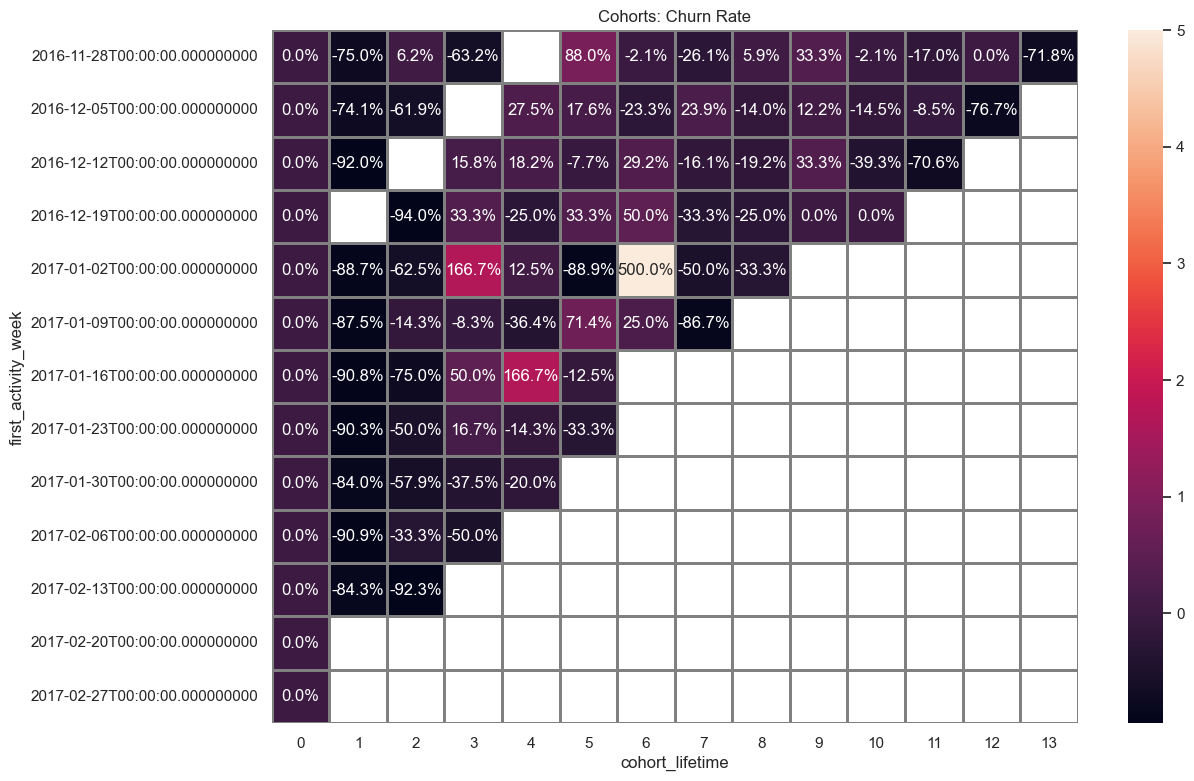 Cohorts: Churn Rate
first_activity_week
2016-11-28T00:00:00.000000000 0.0% -75.0% 6.2% -63.2% 88.0% -2.1% -26.1% 5.9% 33.3% -2.1% -17.0% 0.0% -71.8%
2016-12-05T00:00:00.000000000 0.0% -74.1% -61.9% 27.5% 17.6% -23.3% 23.9% -14.0% 12.2% -14.5% -8.5% -76.7%
2016-12-12T00:00:00.000000000 0.0% -92.0% 15.8% 18.2% -7.7% 29.2% -16.1% -19.2% 33.3% -39.3% -70.6%
2016-12-19T00:00:00.000000000 0.0% -94.0% 33.3% -25.0% 33.3% 50.0% -33.3% -25.0% 0.0% 0.0%
2017-01-02T00:00:00.000000000 0.0% -88.7% -62.5% 166.7% 12.5% -88.9% 500.0% -50.0% -33.3%
2017-01-09T00:00:00.000000000 0.0% -87.5% -14.3% -8.3% -36.4% 71.4% 25.0% -86.7%
2017-01-16T00:00:00.000000000 0.0% -90.8% -75.0% 50.0% 166.7% -12.5%
2017-01-23T00:00:00.000000000 0.0% -90.3% -50.0% 16.7% -14.3% -33.3%
2017-01-30T00:00:00.000000000 0.0% -84.0% -57.9% -37.5% -20.0%
2017-02-06T00:00:00.000000000 0.0% -90.9% -33.3% -50.0%
2017-02-13T00:00:00.000000000 0.0% -84.3% -92.3%
2017-02-20T00:00:00.000000000 0.0%
2017-02-27T00:00:00.000000000 0.0%
0 1 2 3 4 5 6 7 8 9 10 11 12 13
cohort_lifetime
5
4
3
2
1
0